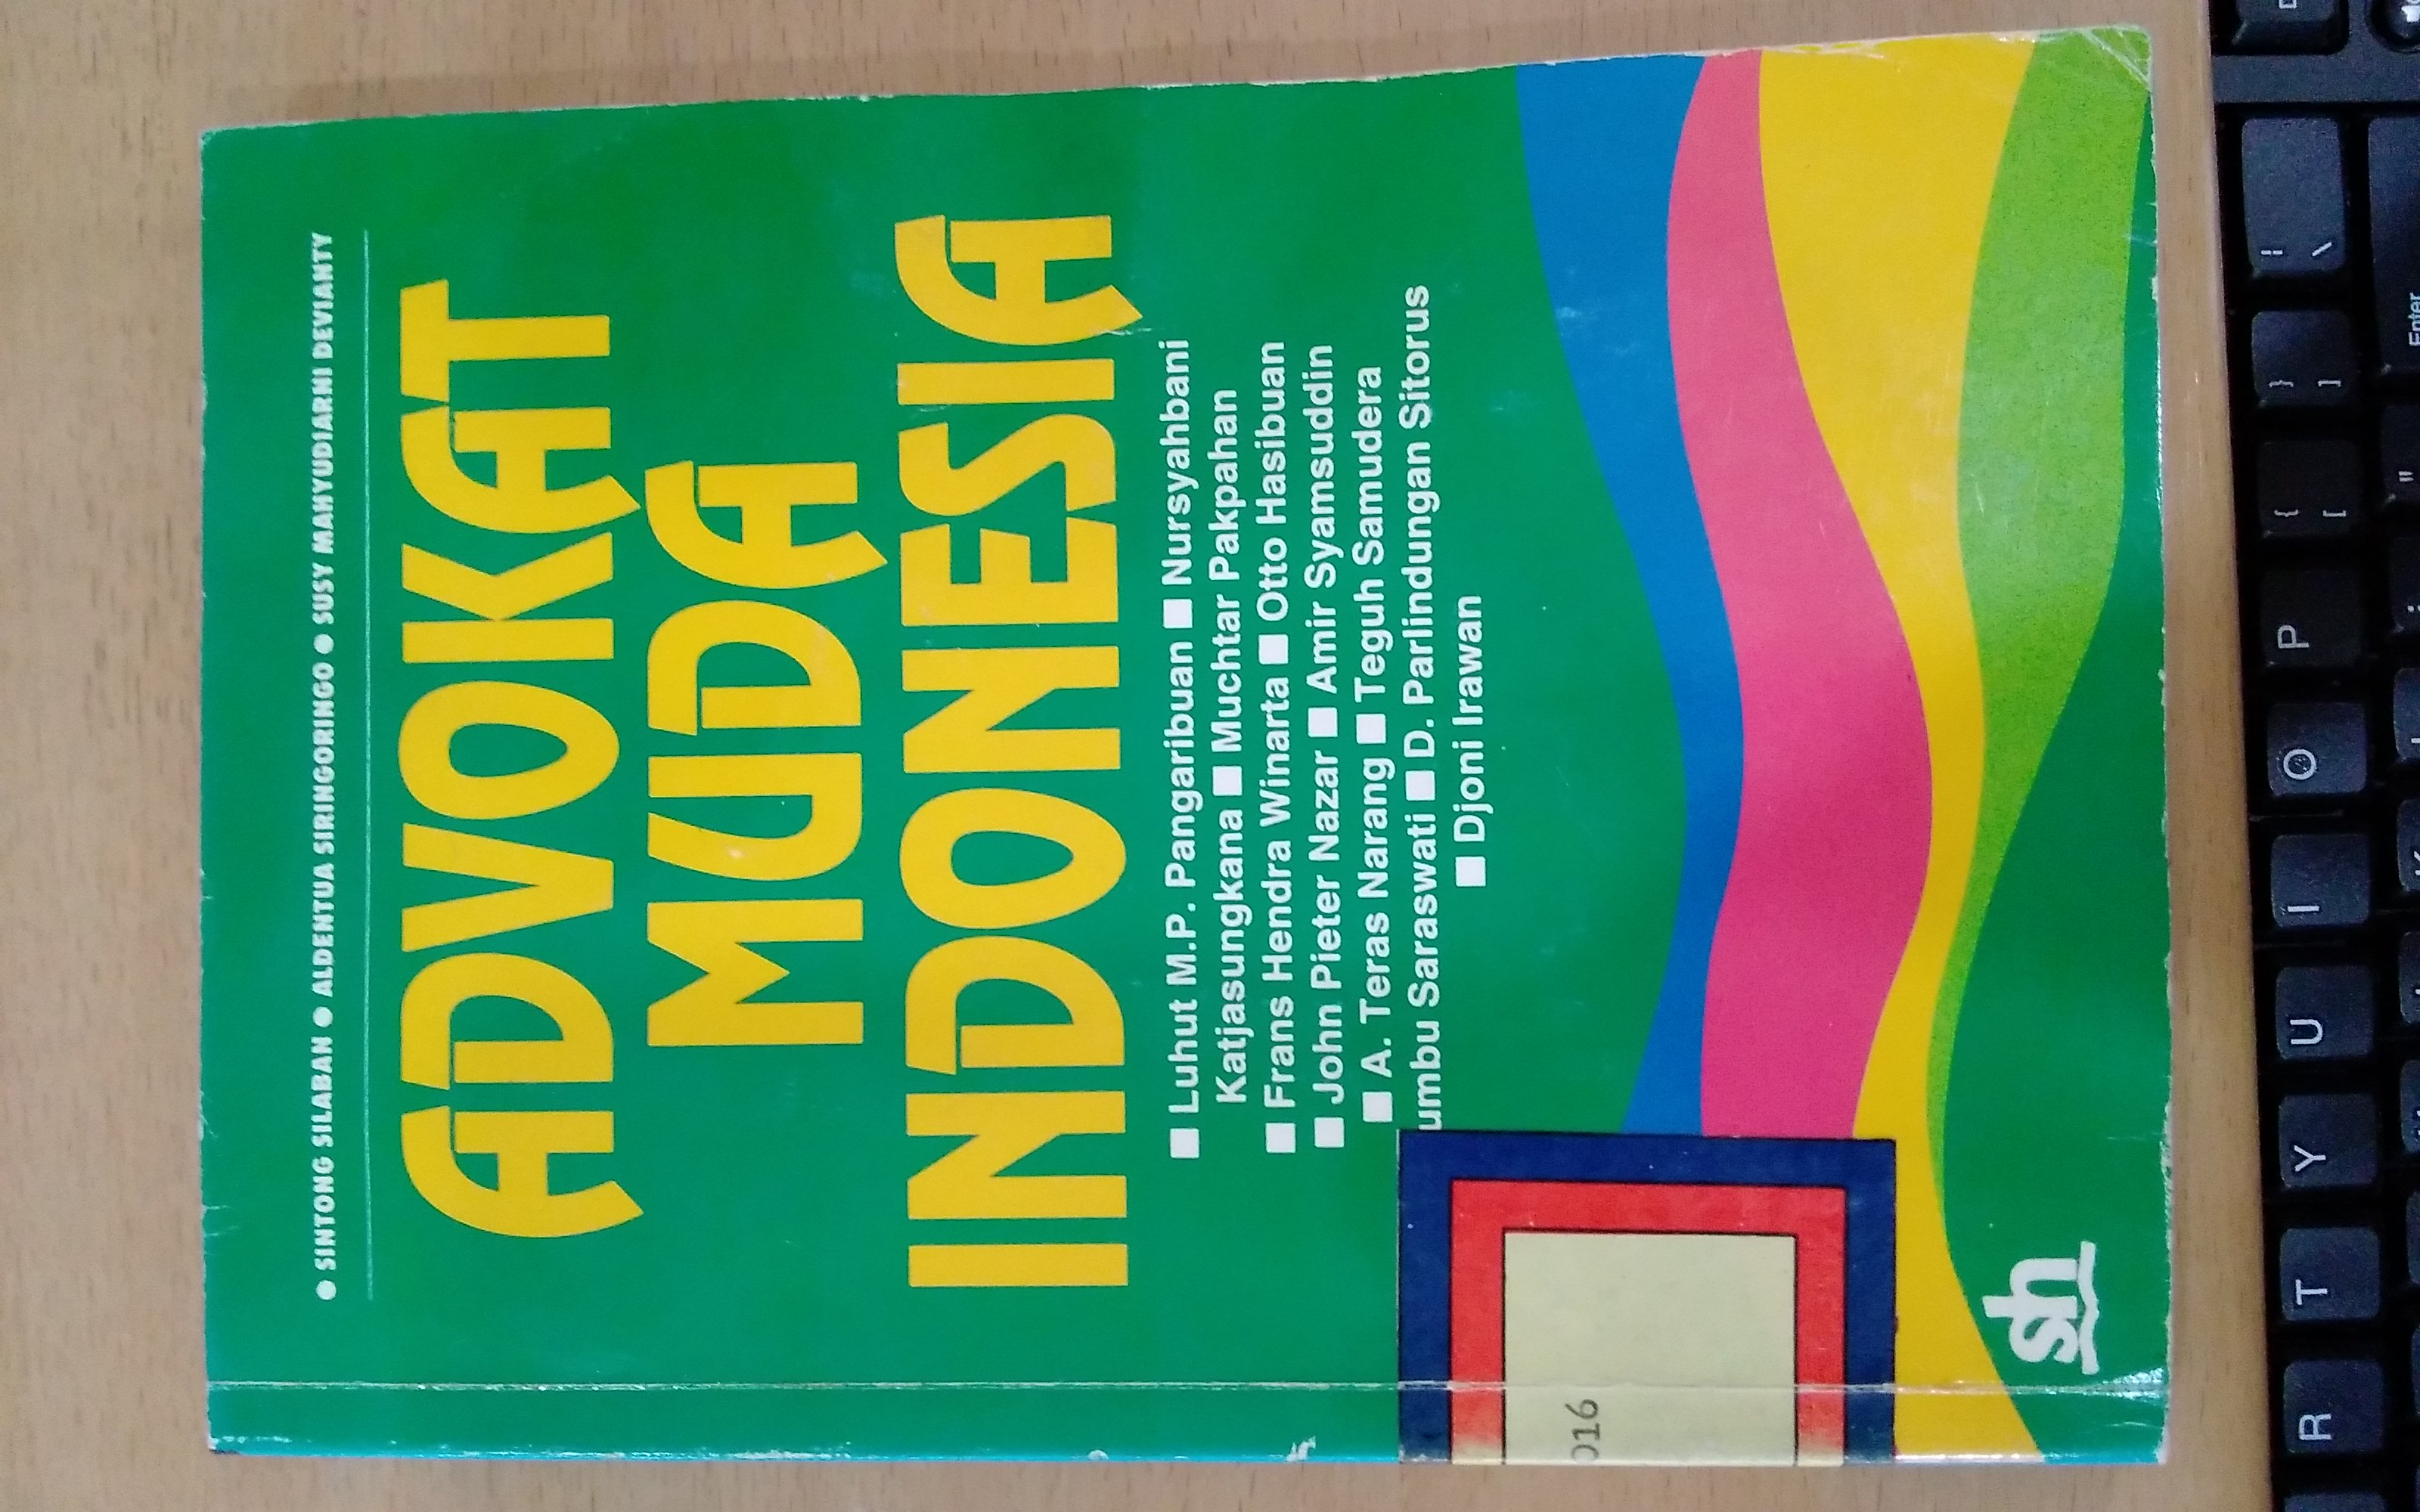 ● SINTONG SILABAN ● ALDENTUA SIRINGORINGO ● SUSY MAHYUDIARNI DEVIANTY
ADVOKAT
MUDA
INDONESIA
■ Luhut M.P. Pangaribuan ■ Nursyahbani
Katjasungkana ■ Muchtar Pakpahan
■ Frans Hendra Winarta ■ Otto Hasibuan
■ John Pieter Nazar ■ Amir Syamsuddin
■ A. Teras Narang ■ Teguh Samudera
umbu Saraswati ■ D. Parlindungan Sitorus
■ Djoni Irawan
016
sh
R T Y U I O P { [ } ] | \
Enter